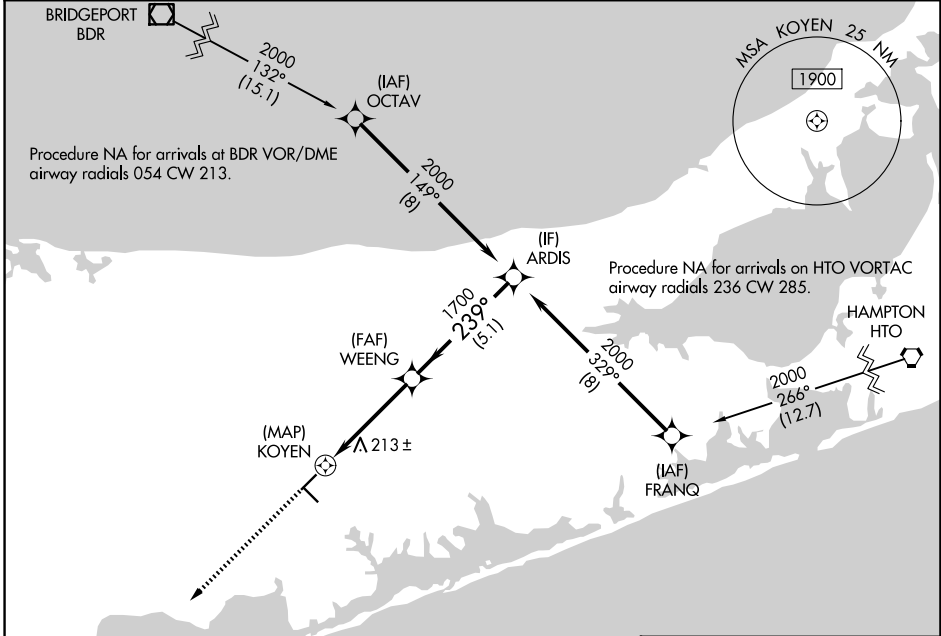 BRIDGEPORT
BDR
2000
132°
(15.1)
(IAF)
OCTAV
MSA KOYEN 25 NM
1900
Procedure NA for arrivals at BDR VOR/DME
airway radials 054 CW 213.
2000
149°
(8)
(IF)
ARDIS
Procedure NA for arrivals on HTO VORTAC
airway radials 236 CW 285.
HAMPTON
HTO
1700
239°
(5.1)
(FAF)
WEENG
2000
329°
(8)
2000
266°
(12.7)
(MAP)
KOYEN
213 ±
(IAF)
FRANQ